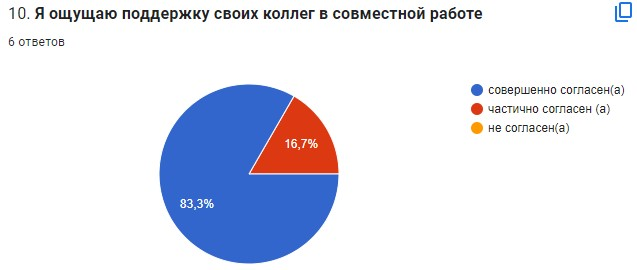 10. Я ощущаю поддержку своих коллег в совместной работе
6 ответов
совершенно согласен(а)
частично согласен (а)
не согласен(а)
16,7%
83,3%